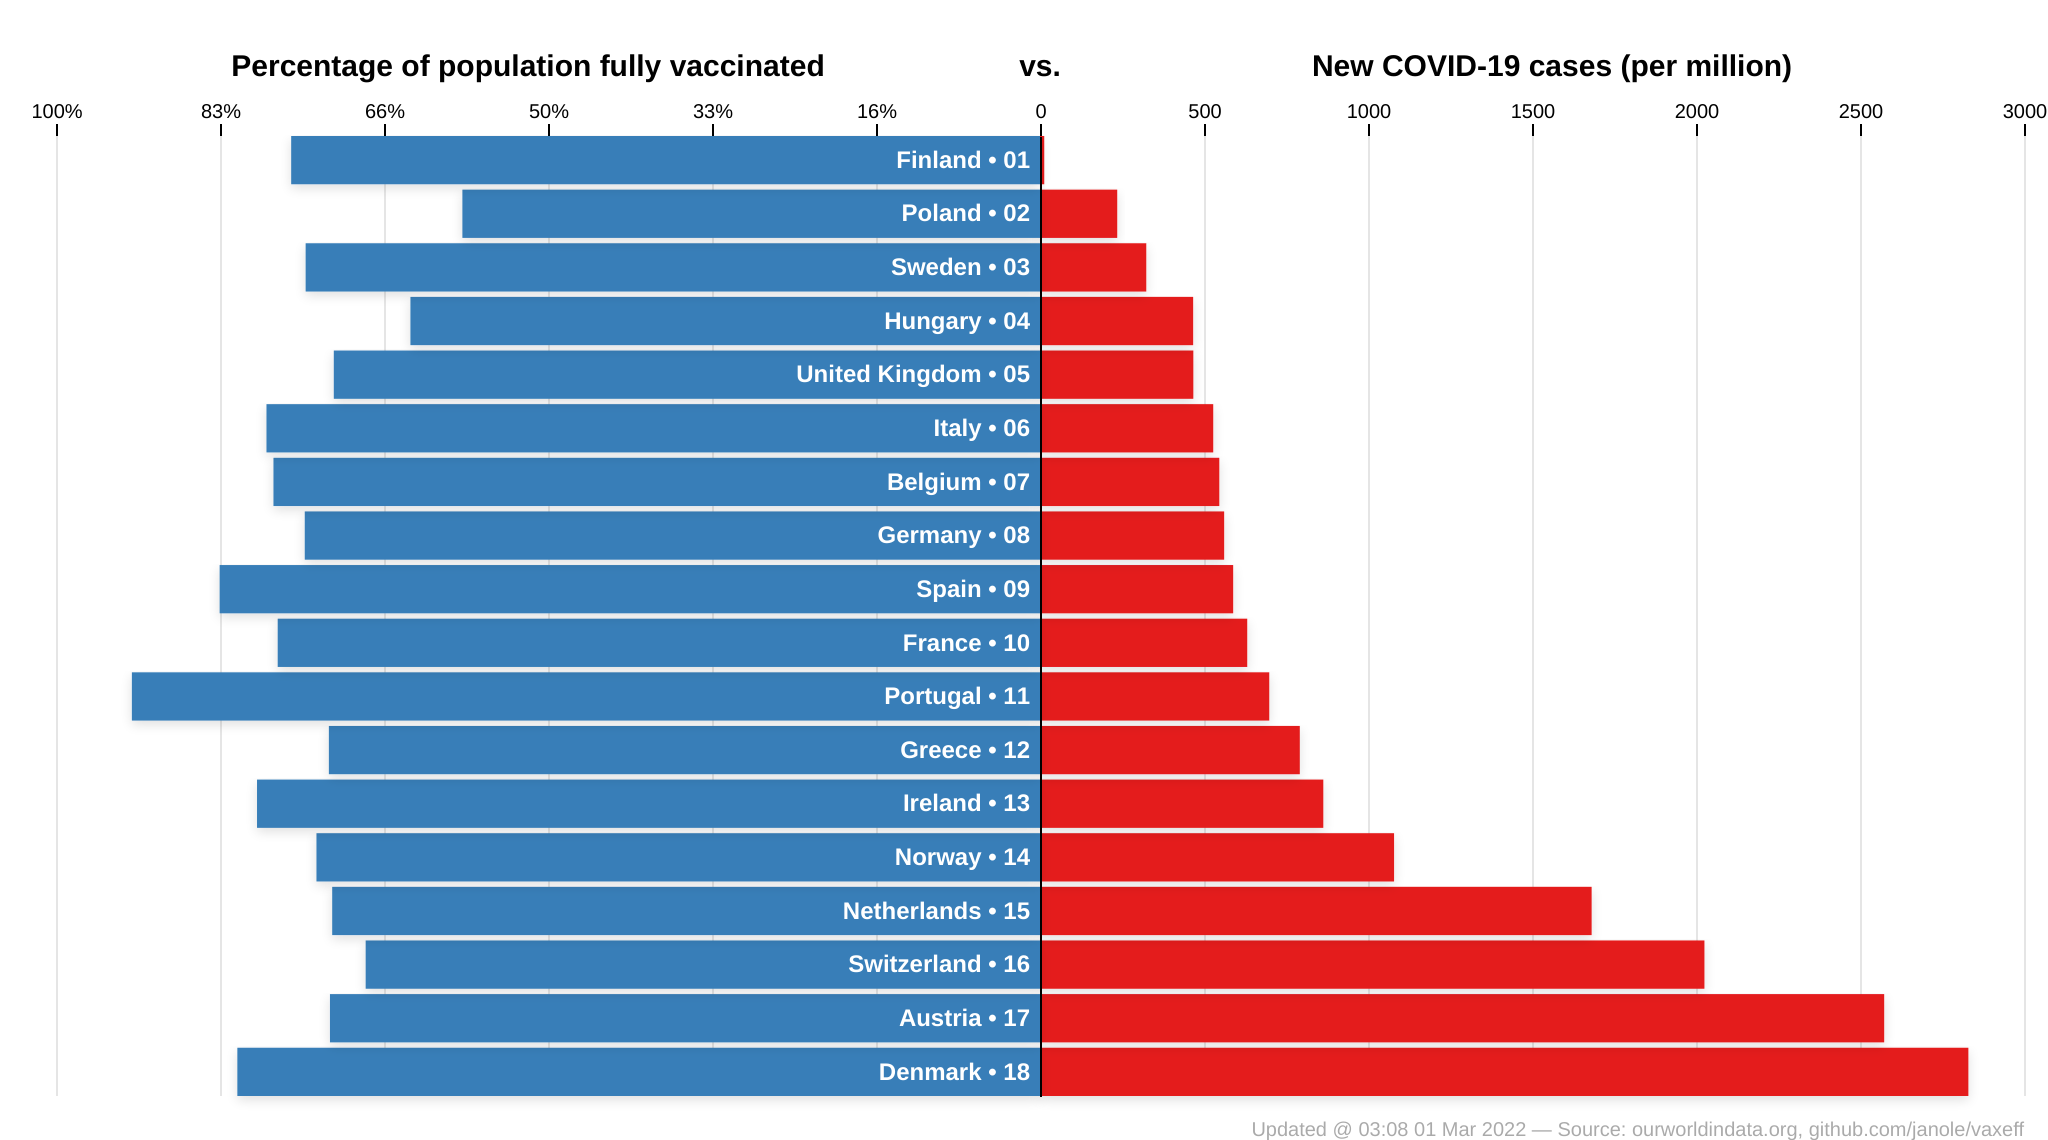 Percentage of population fully vaccinated vs. New COVID-19 cases (per million)
100% 83% 66% 50% 33% 16% 0 500 1000 1500 2000 2500 3000
Finland • 01
Poland • 02
Sweden • 03
Hungary • 04
United Kingdom • 05
Italy • 06
Belgium • 07
Germany • 08
Spain • 09
France • 10
Portugal • 11
Greece • 12
Ireland • 13
Norway • 14
Netherlands • 15
Switzerland • 16
Austria • 17
Denmark • 18
Updated @ 03:08 01 Mar 2022 — Source: ourworldindata.org, github.com/janole/vaxeff